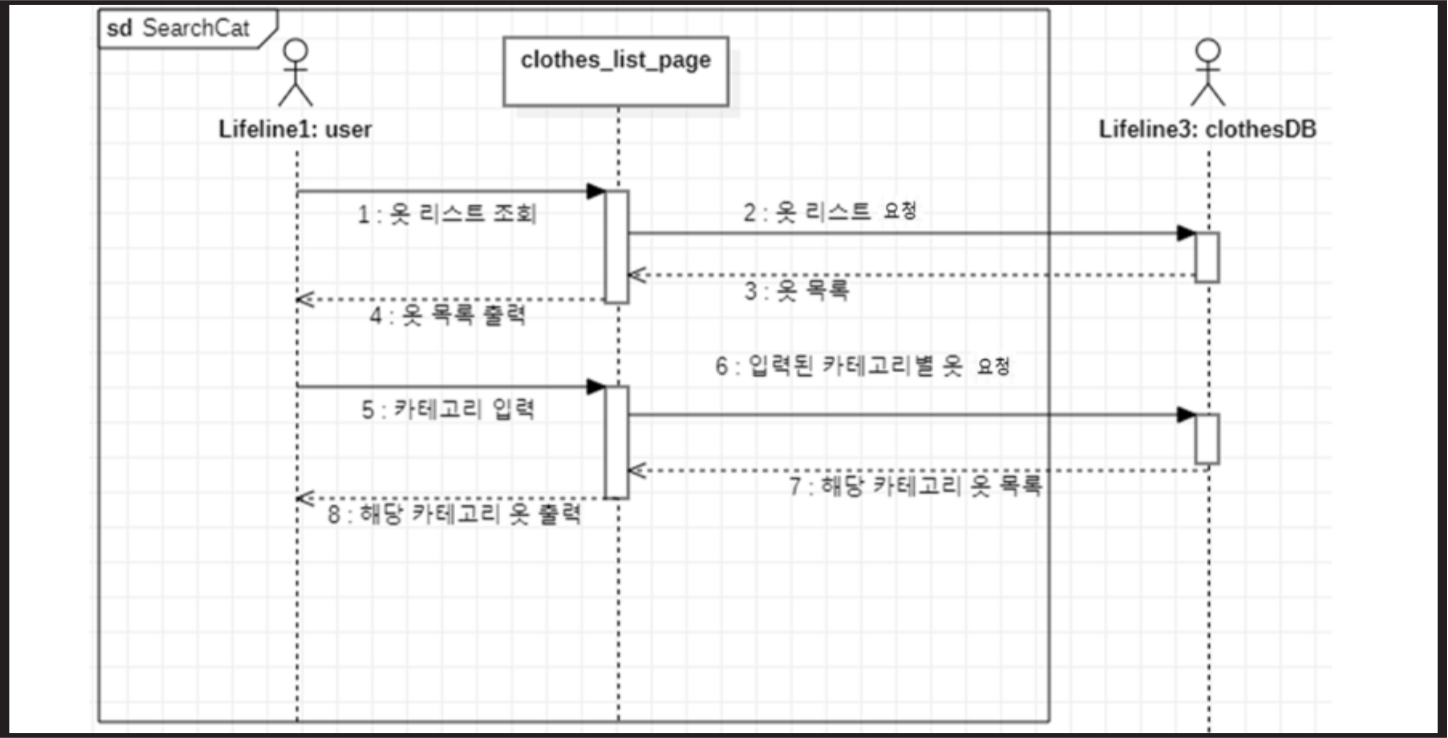 sd SearchCat
clothes_list_page
Lifeline1: user
Lifeline3: clothesDB
1 : 옷 리스트 조회
2 : 옷 리스트 요청
3 : 옷 목록
4 : 옷 목록 출력
6 : 입력된 카테고리별 옷 요청
5 : 카테고리 입력
7 : 해당 카테고리 옷 목록
8 : 해당 카테고리 옷 출력